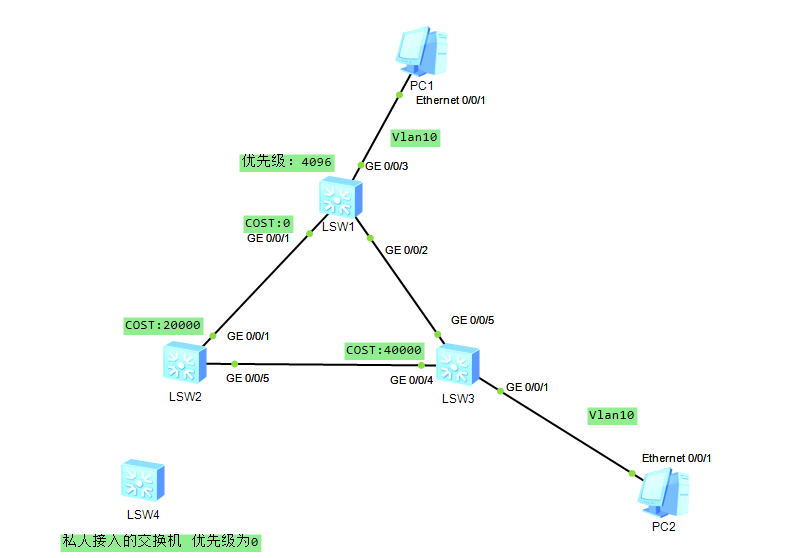 PC1
Ethernet 0/0/1
Vlan10
优先级：4096
GE 0/0/3
LSW1
COST:0
GE 0/0/1
GE 0/0/2
COST:20000
GE 0/0/5
GE 0/0/1
COST:40000
GE 0/0/5
GE 0/0/4
LSW2
LSW3
GE 0/0/1
Vlan10
Ethernet 0/0/1
PC2
LSW4
私人接入的交换机 优先级为0